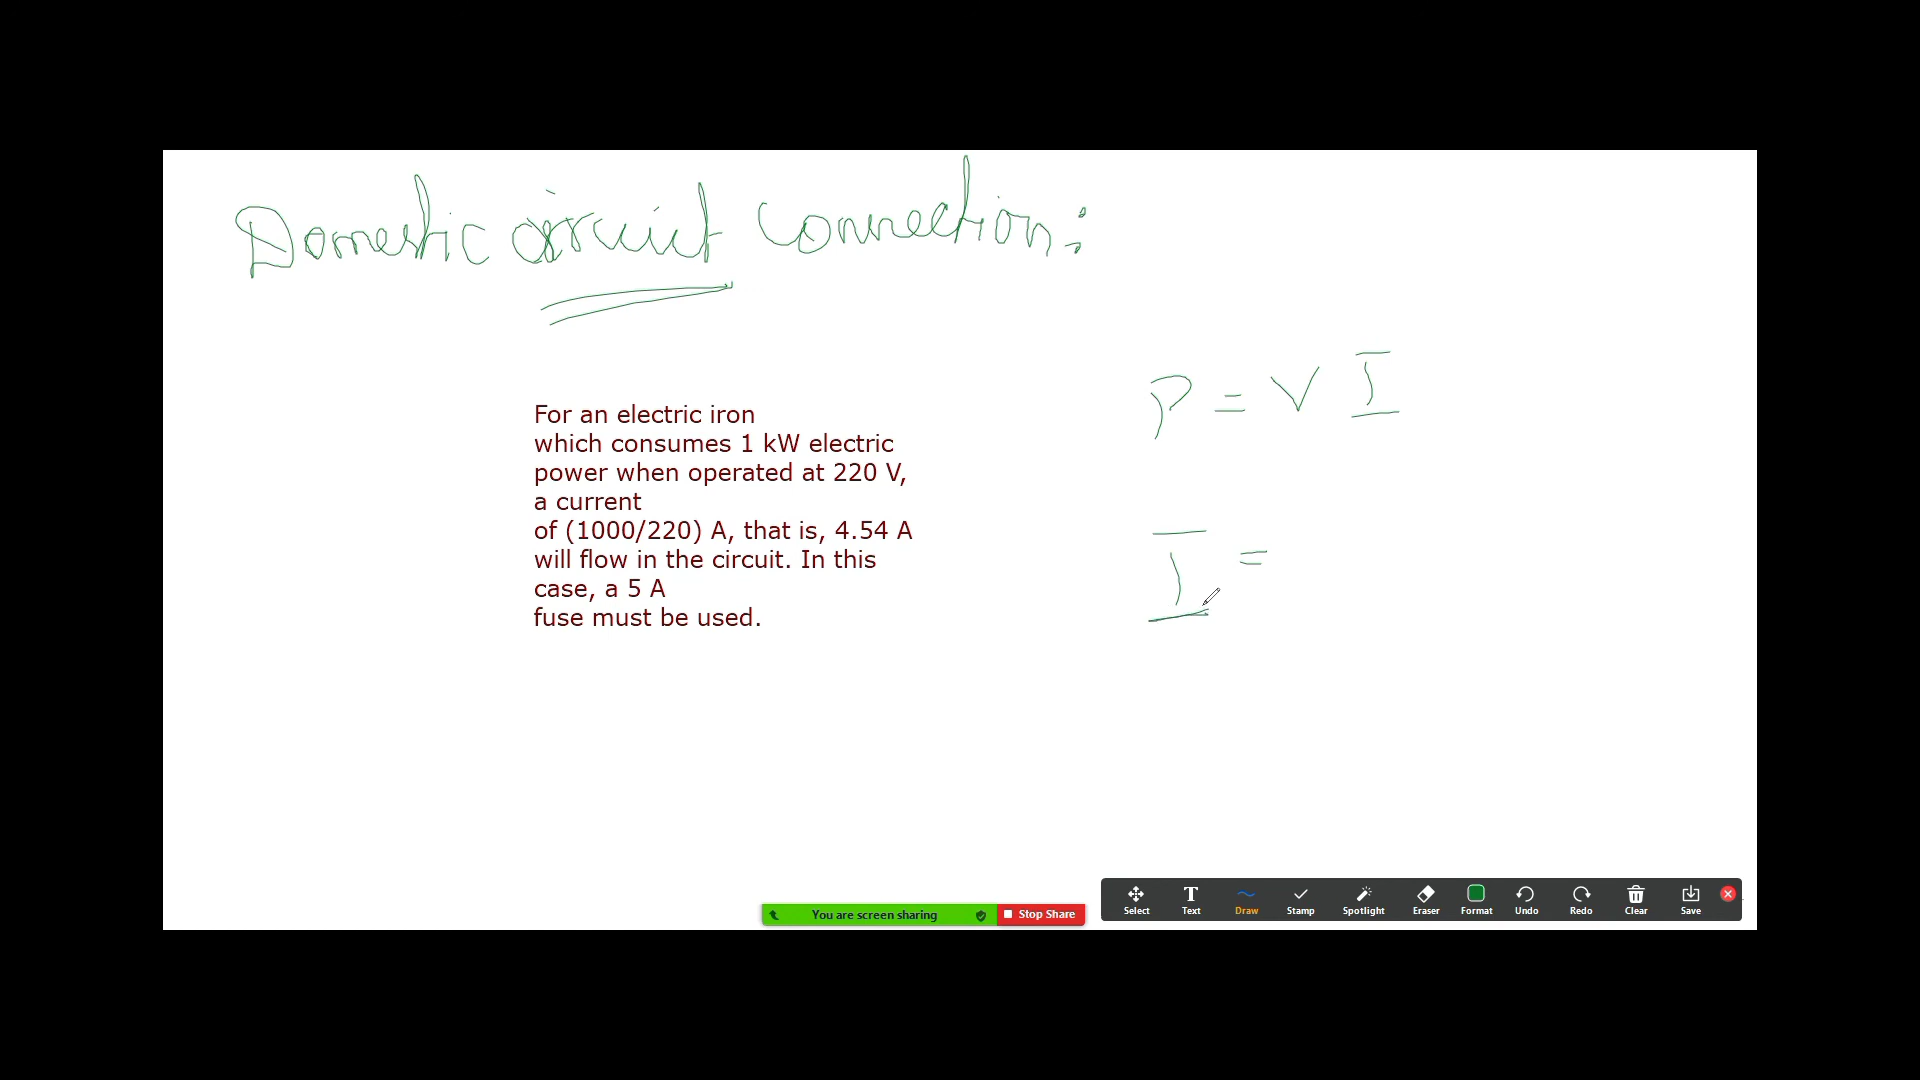 Domestic circuit connection:
P = V I
For an electric iron
which consumes 1 kW electric
power when operated at 220 V,
a current
of (1000/220) A, that is, 4.54 A
will flow in the circuit. In this
case, a 5 A
fuse must be used.
I =
You are screen sharing
Stop Share
Select Text Draw Stamp Spotlight Eraser Format Undo Redo Clear Save